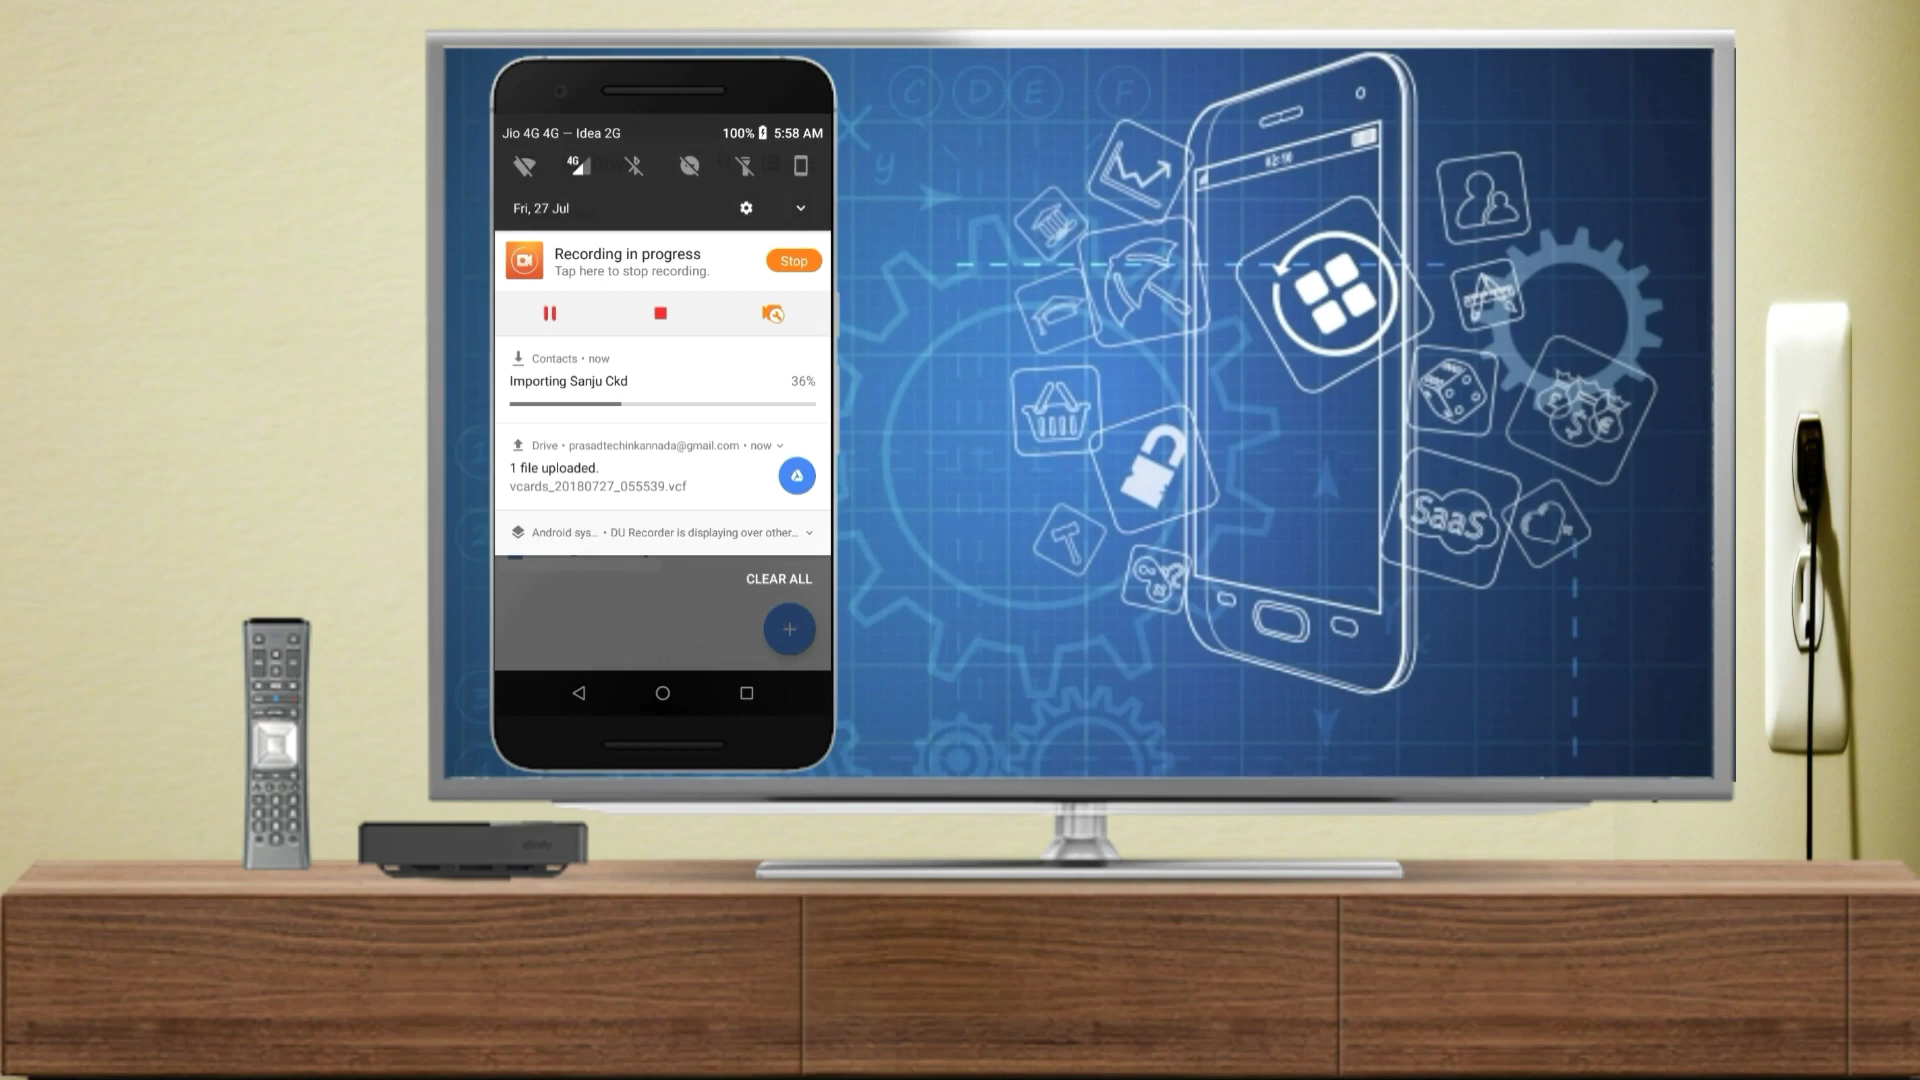 Jio 4G 4G — Idea 2G 100% 5:58 AM
4G
Fri, 27 Jul
Recording in progress
Tap here to stop recording.
Stop
Contacts • now
Importing Sanju Ckd 36%
Drive • prasadtechinkannada@gmail.com • now
1 file uploaded.
vcards_20180727_055539.vcf
Android sys... • DU Recorder is displaying over other...
CLEAR ALL
C D E F
X
y
SaaS